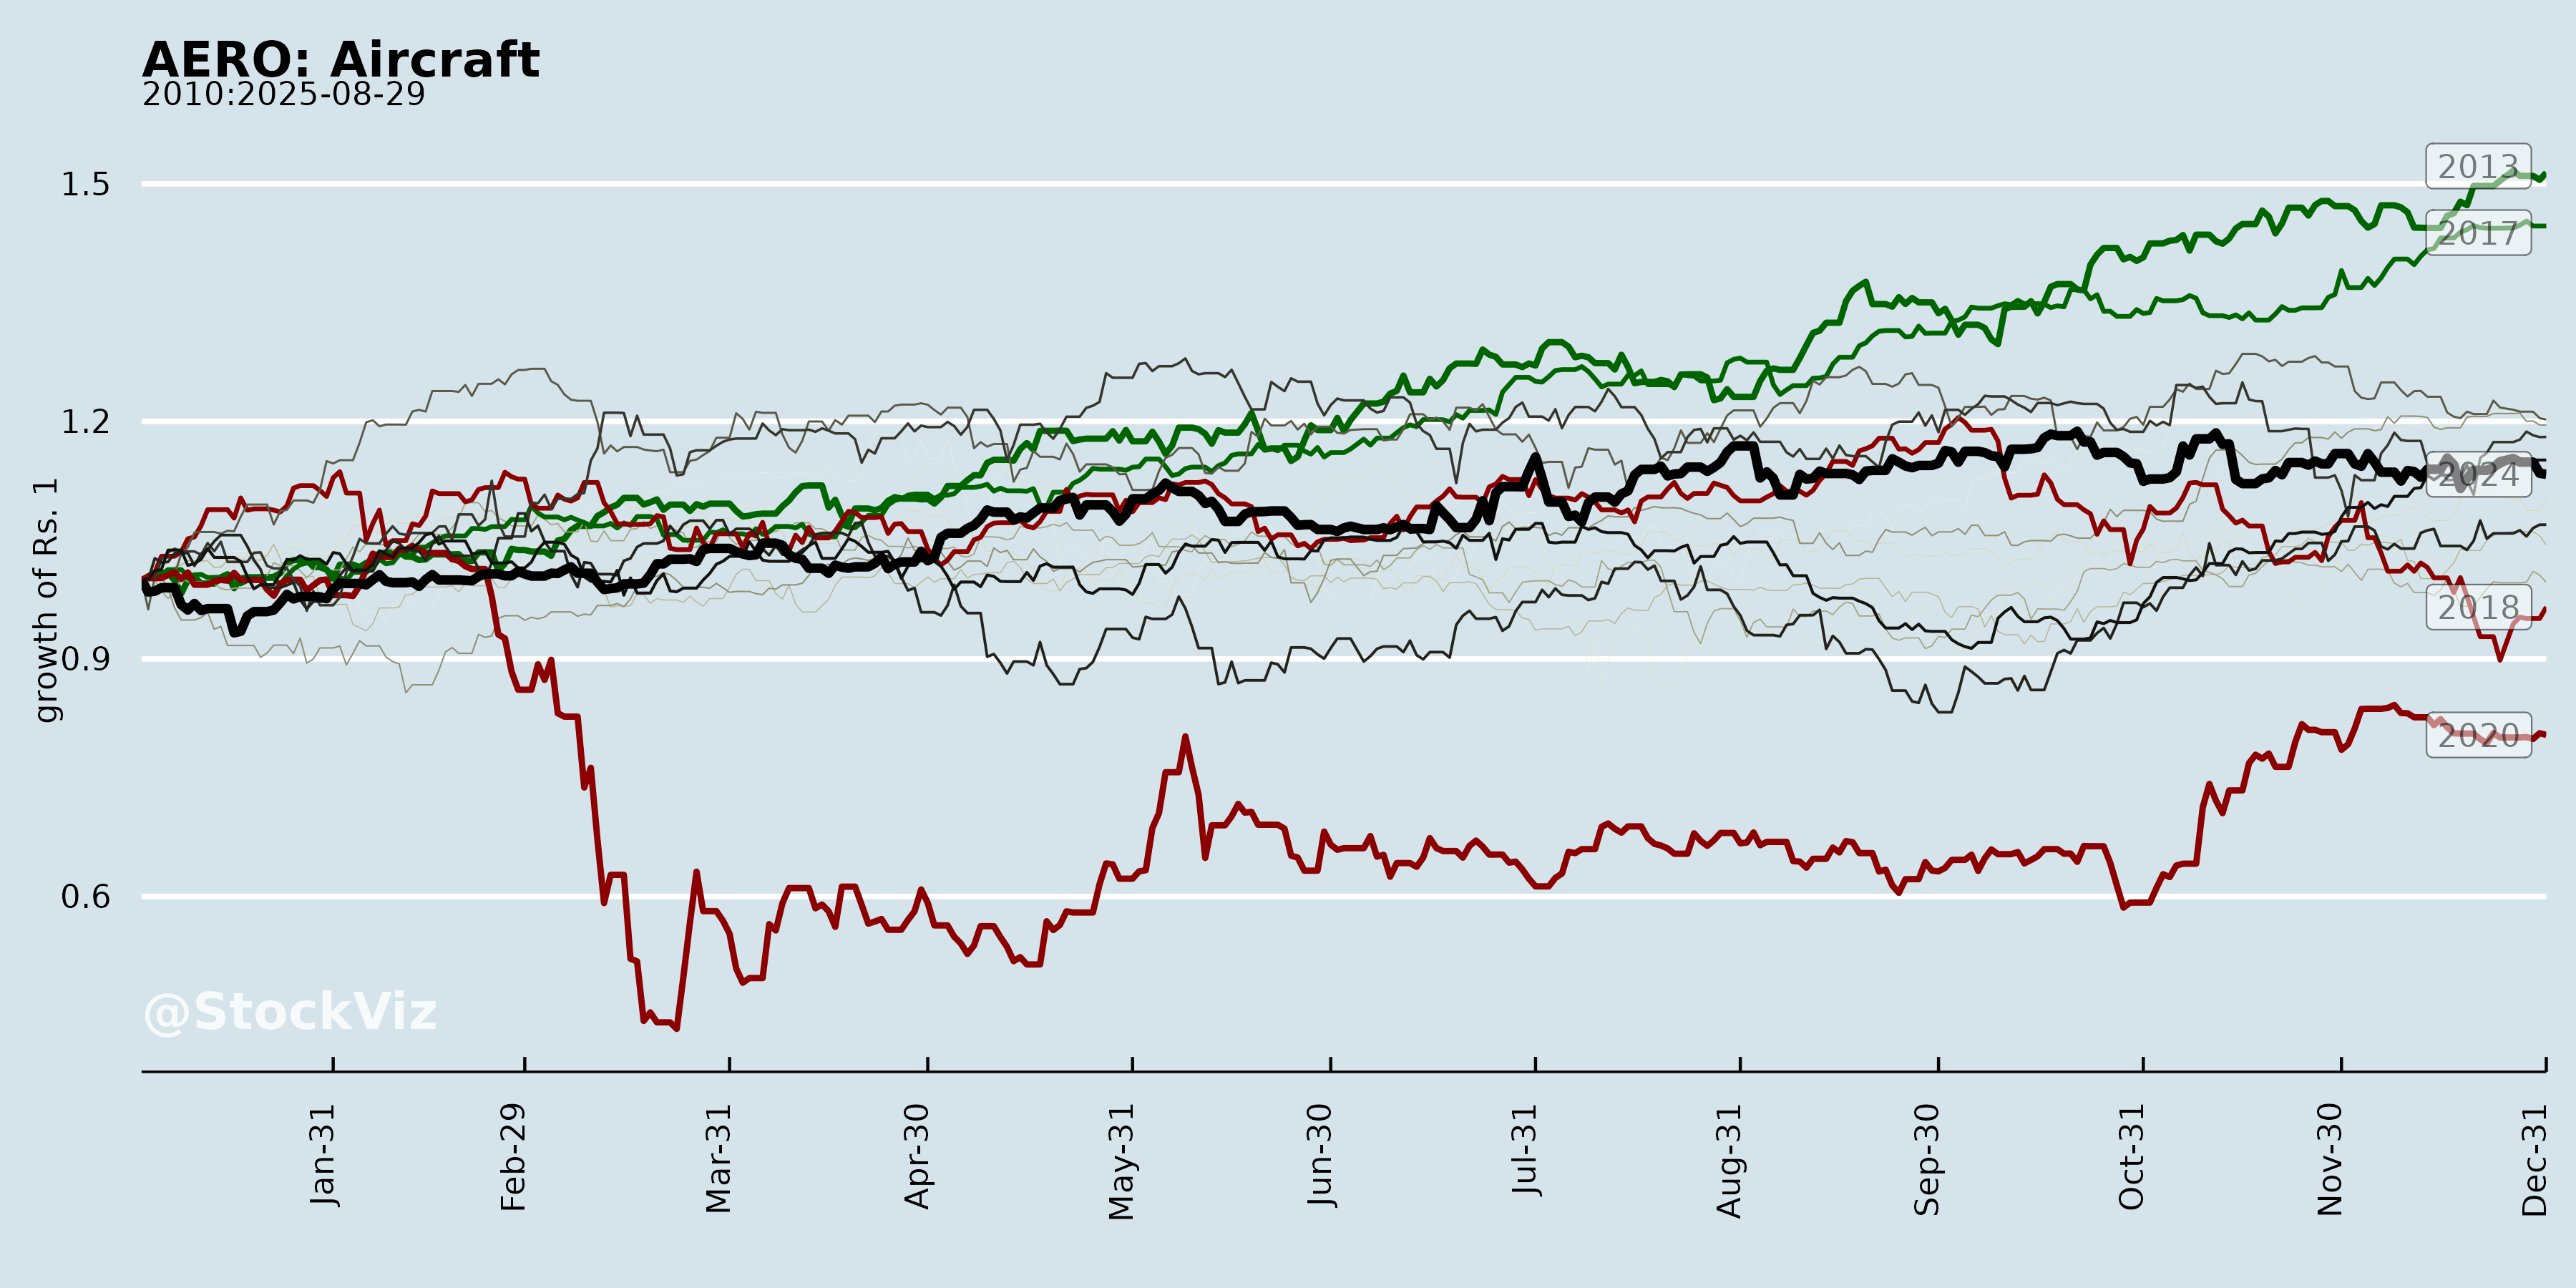 AERO: Aircraft
2010:2025-08-29
growth of Rs. 1
1.5
1.2
0.9
0.6
2013
2017
2024
2018
2020
@StockViz
Jan-31
Feb-29
Mar-31
Apr-30
May-31
Jun-30
Jul-31
Aug-31
Sep-30
Oct-31
Nov-30
Dec-31